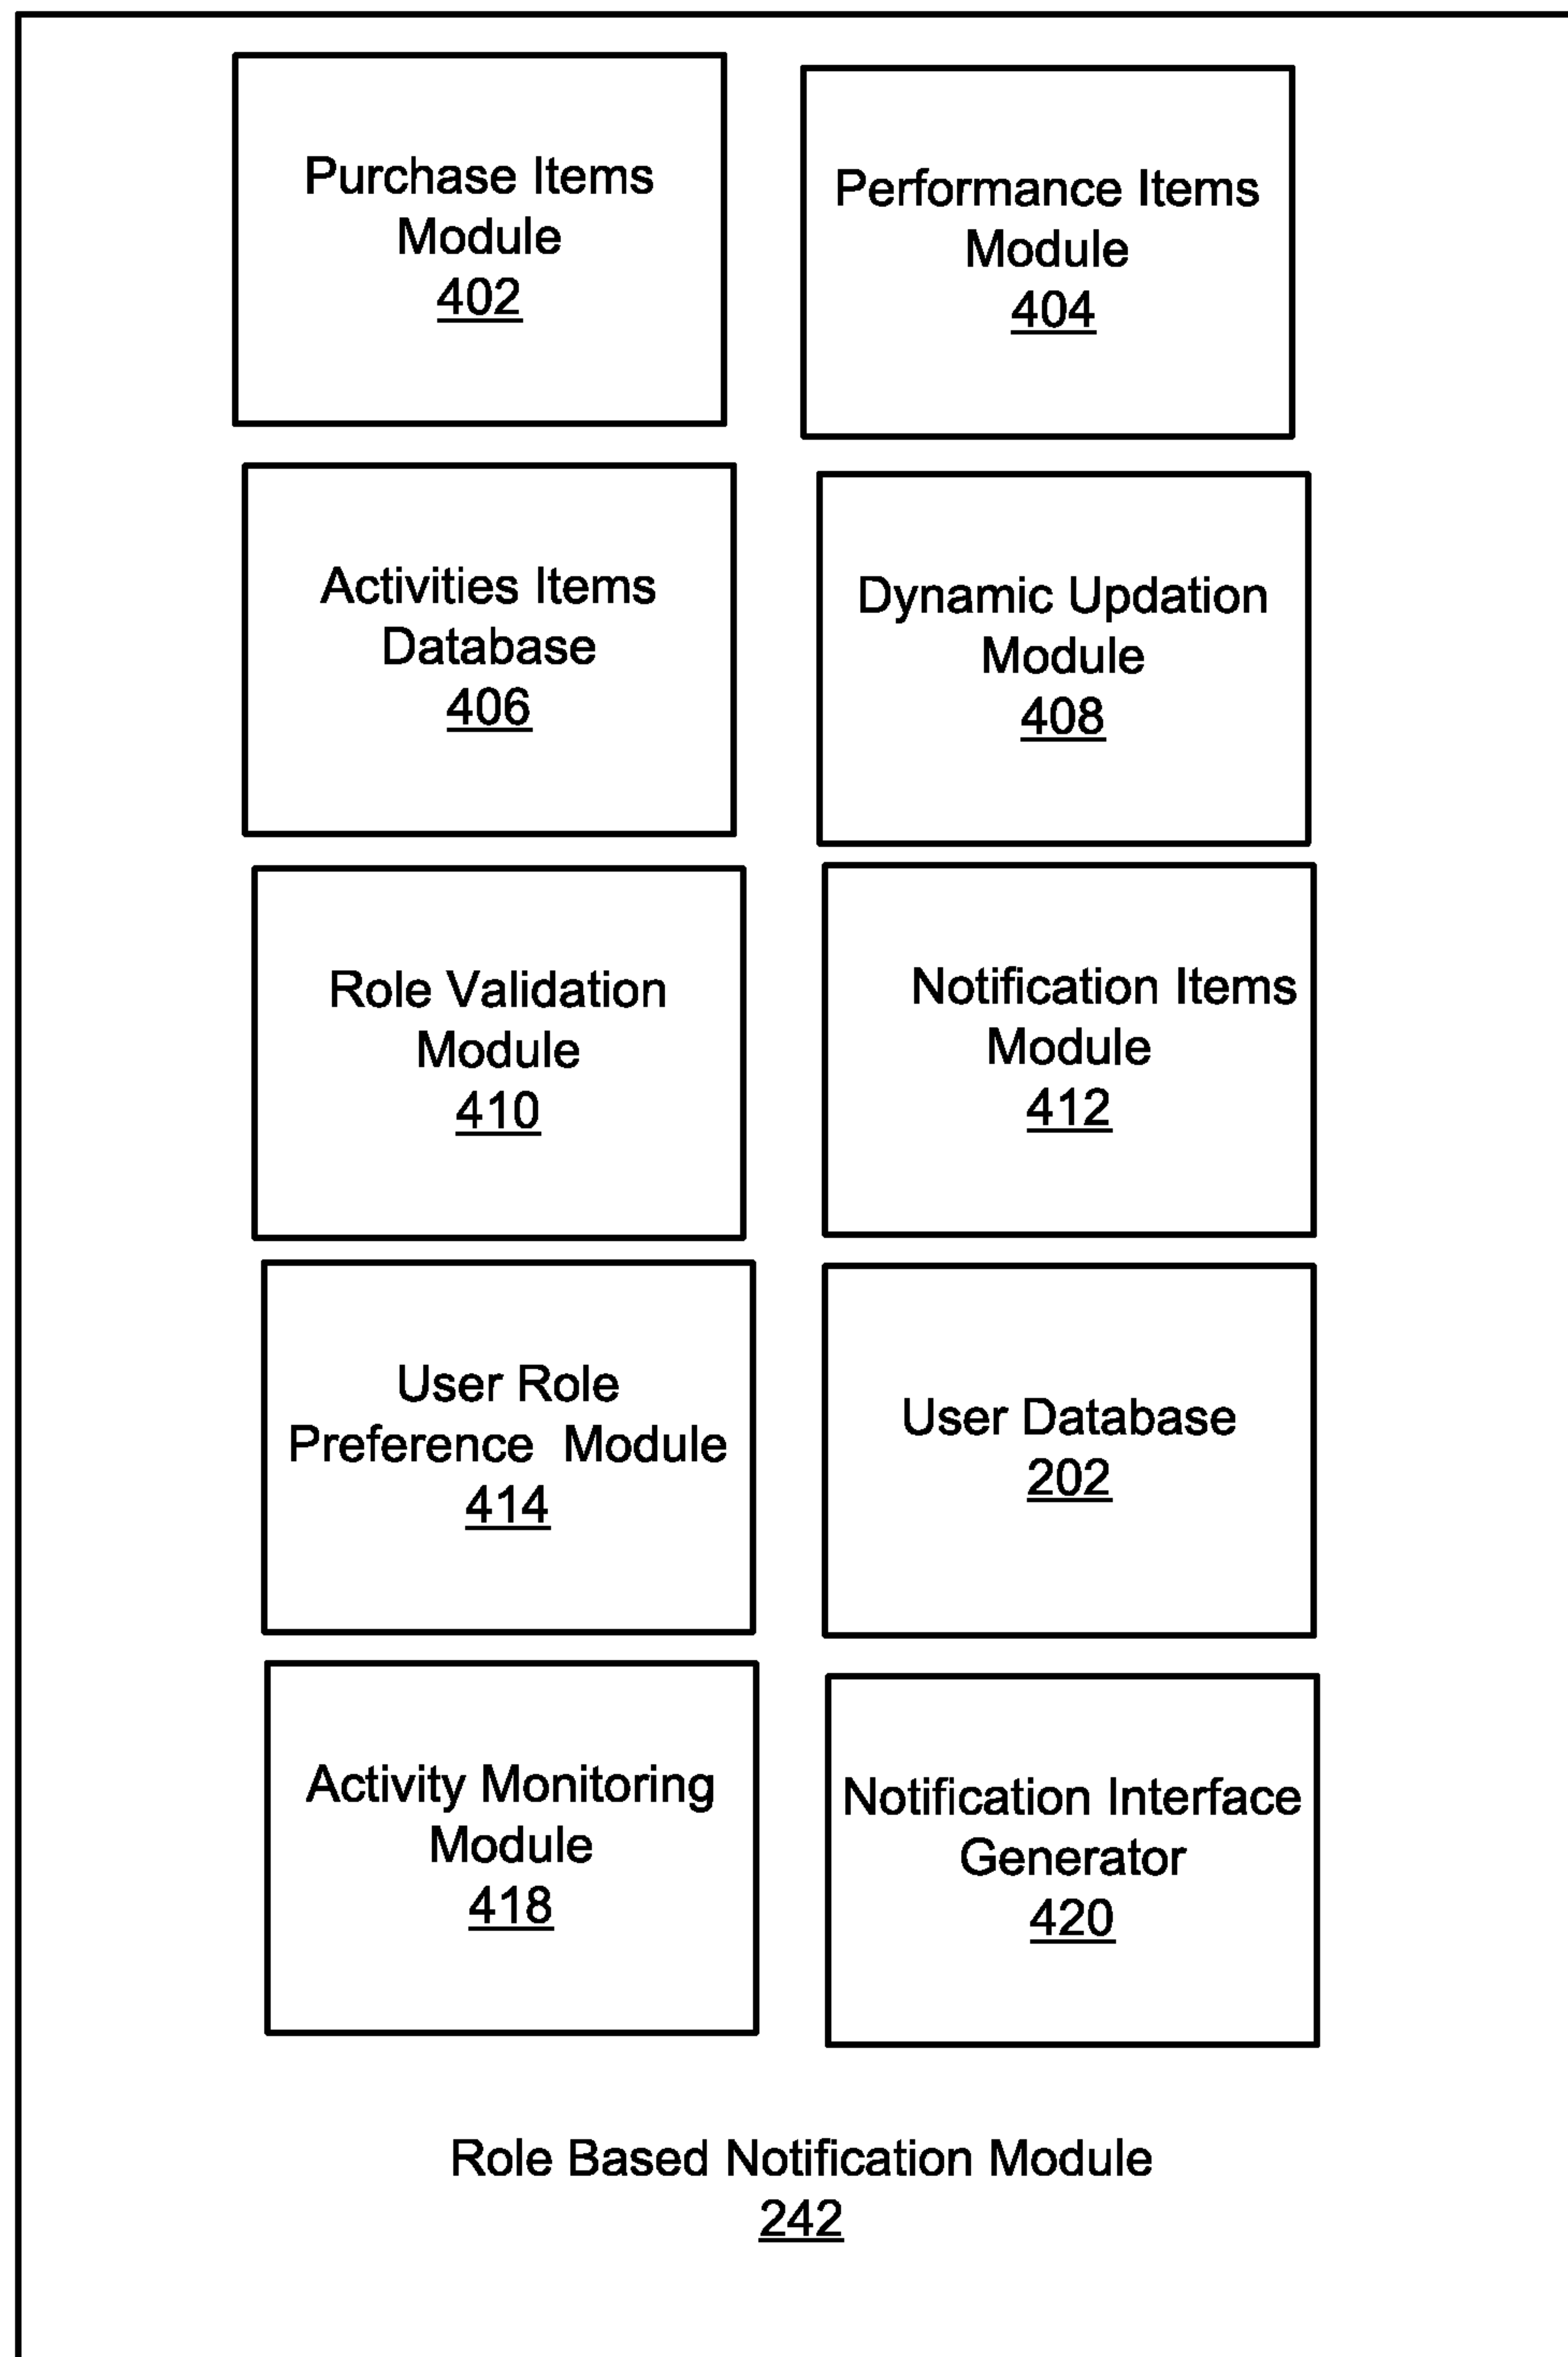 Purchase Items
Module
402
Performance Items
Module
404
Activities Items
Database
406
Dynamic Updation
Module
408
Role Validation
Module
410
Notification Items
Module
412
User Role
Preference Module
414
User Database
202
Activity Monitoring
Module
418
Notification Interface
Generator
420
Role Based Notification Module
242